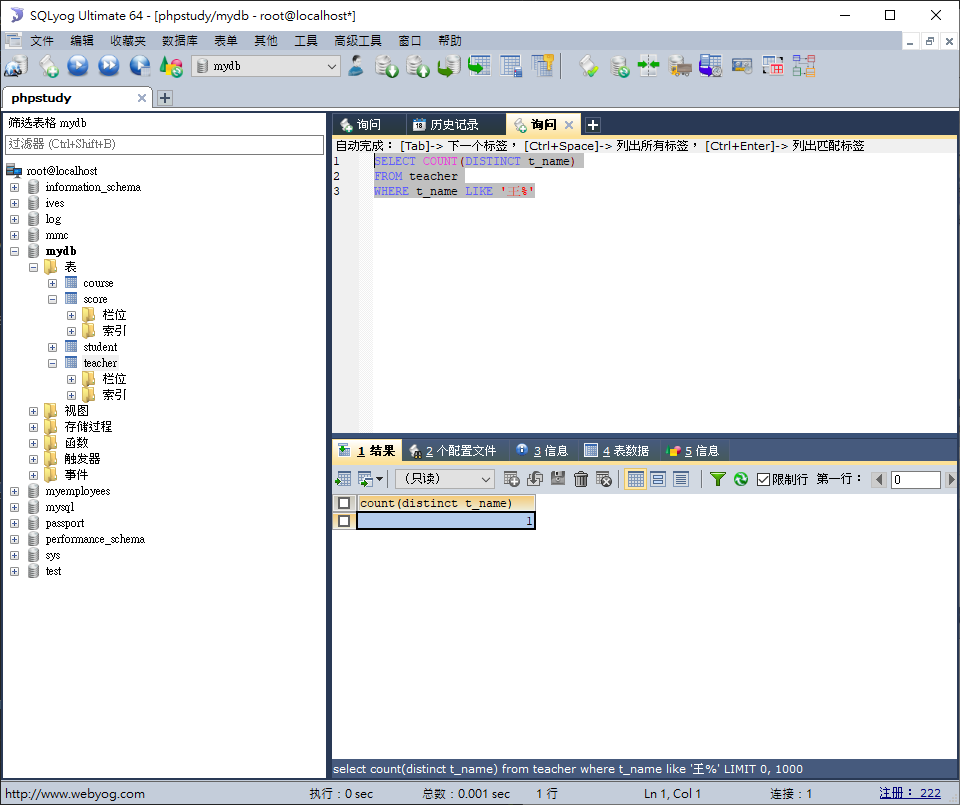 SQLyog Ultimate 64 - [phpstudy/mydb - root@localhost*]
文件 编辑 收藏夹 数据库 表单 其他 工具 高级工具 窗口 帮助
mydb
phpstudy
筛选表格 mydb
过滤器 (Ctrl+Shift+B)
root@localhost
information_schema
ives
log
mmc
mydb
表
course
score
栏位
索引
student
teacher
栏位
索引
视图
存储过程
函数
触发器
事件
myemployees
mysql
passport
performance_schema
sys
test
询问 历史记录 询问
自动完成： [Tab]-> 下一个标签， [Ctrl+Space]-> 列出所有标签， [Ctrl+Enter]-> 列出匹配标签
1 SELECT COUNT(DISTINCT t_name)
2 FROM teacher
3 WHERE t_name LIKE '王%'
1 结果 2 个配置文件 3 信息 4 表数据 5 信息
（只读） 限制行 第一行： 0
count(distinct t_name)
1
select count(distinct t_name) from teacher where t_name like '王%' LIMIT 0, 1000
http://www.webyog.com 执行：0 sec 总数：0.001 sec 1 行 Ln 1, Col 1 连接：1 注册： 222